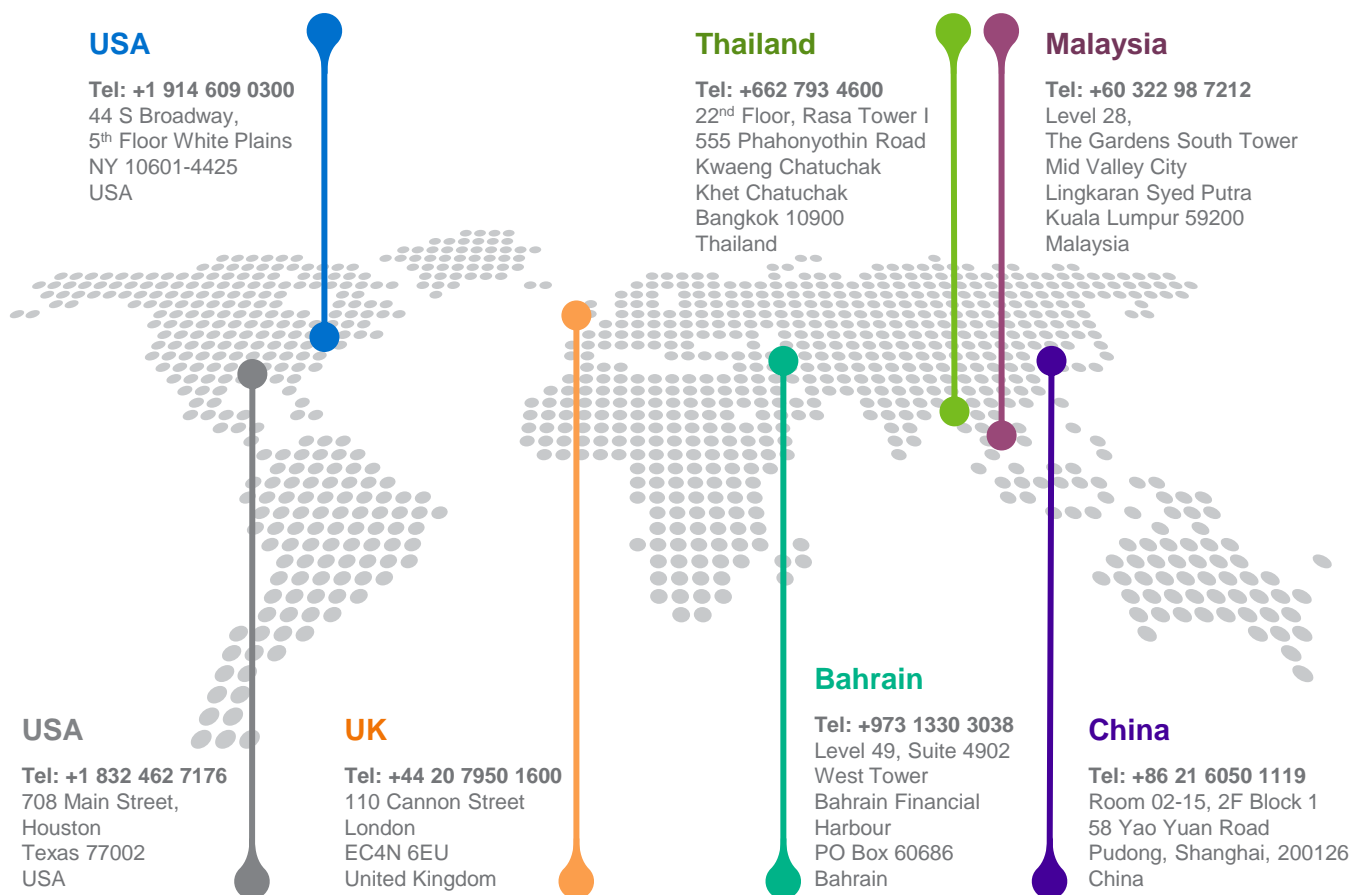 USA
Tel: +1 914 609 0300
44 S Broadway,
5th Floor White Plains
NY 10601-4425
USA
Thailand
Tel: +662 793 4600
22nd Floor, Rasa Tower I
555 Phahonyothin Road
Kwaeng Chatuchak
Khet Chatuchak
Bangkok 10900
Thailand
Malaysia
Tel: +60 322 98 7212
Level 28,
The Gardens South Tower
Mid Valley City
Lingkaran Syed Putra
Kuala Lumpur 59200
Malaysia
USA
Tel: +1 832 462 7176
708 Main Street,
Houston
Texas 77002
USA
UK
Tel: +44 20 7950 1600
110 Cannon Street
London
EC4N 6EU
United Kingdom
Bahrain
Tel: +973 1330 3038
Level 49, Suite 4902
West Tower
Bahrain Financial
Harbour
PO Box 60686
Bahrain
China
Tel: +86 21 6050 1119
Room 02-15, 2F Block 1
58 Yao Yuan Road
Pudong, Shanghai, 200126
China